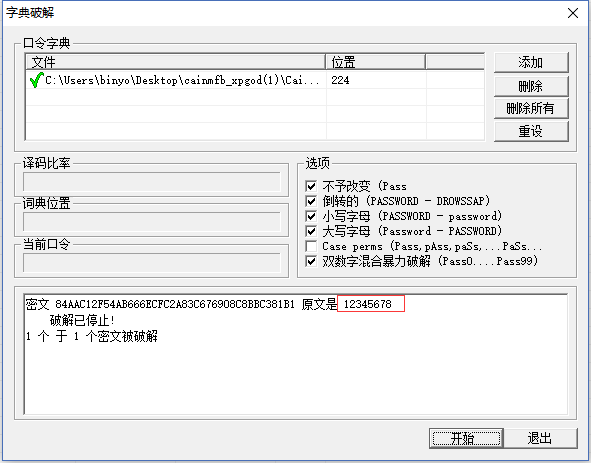 字典破解
口令字典
文件 位置
C:\Users\binyo\Desktop\cainmfb_xpgod(1)\Cai... 224
添加
删除
删除所有
重设
译码比率
词典位置
当前口令
选项
不予改变 (Pass
倒转的 (PASSWORD - DROWSSAP)
小写字母 (PASSWORD - password)
大写字母 (Password - PASSWORD)
Case perms (Pass,pAss,paSs,...PaSs...
双数字混合暴力破解 (Pass0....Pass99)
密文 84AAC12F54AB666ECFC2A83C676908C8BBC381B1 原文是 12345678
破解已停止!
1 个 于 1 个密文被破解
开始 退出